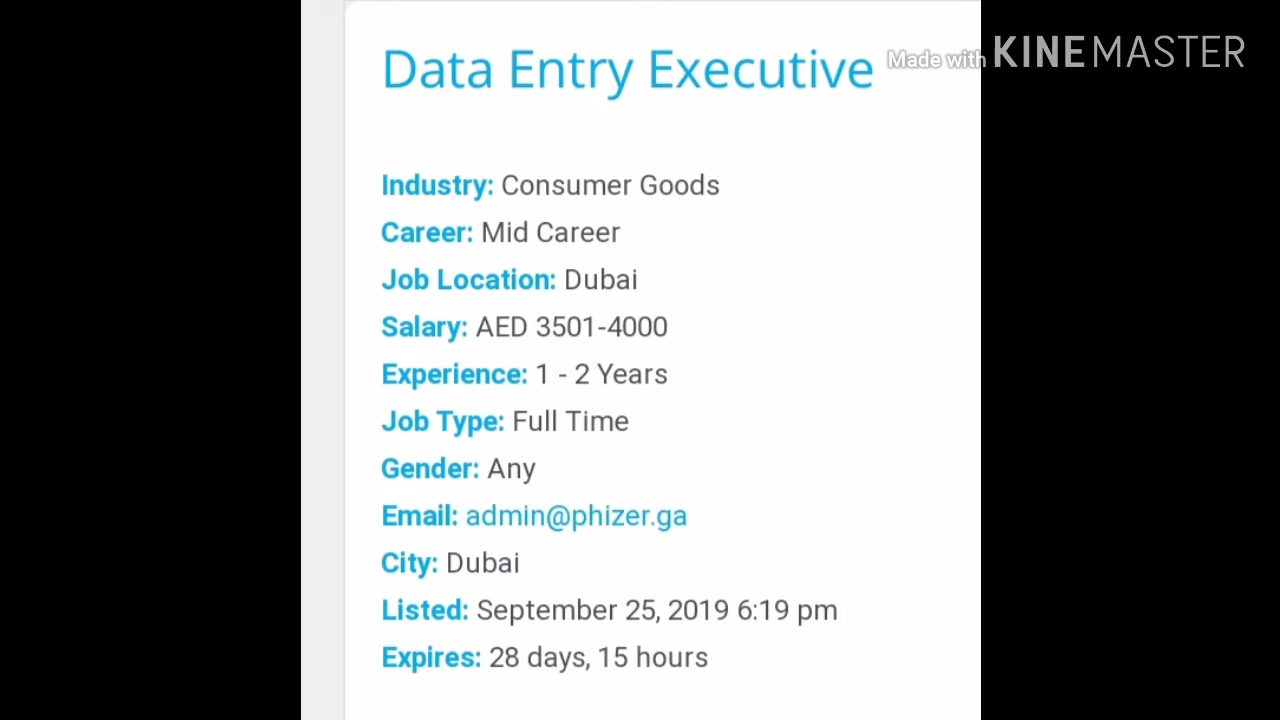 Data Entry Executive
Made with KINEMASTER
Industry: Consumer Goods
Career: Mid Career
Job Location: Dubai
Salary: AED 3501-4000
Experience: 1 - 2 Years
Job Type: Full Time
Gender: Any
Email: admin@phizer.ga
City: Dubai
Listed: September 25, 2019 6:19 pm
Expires: 28 days, 15 hours